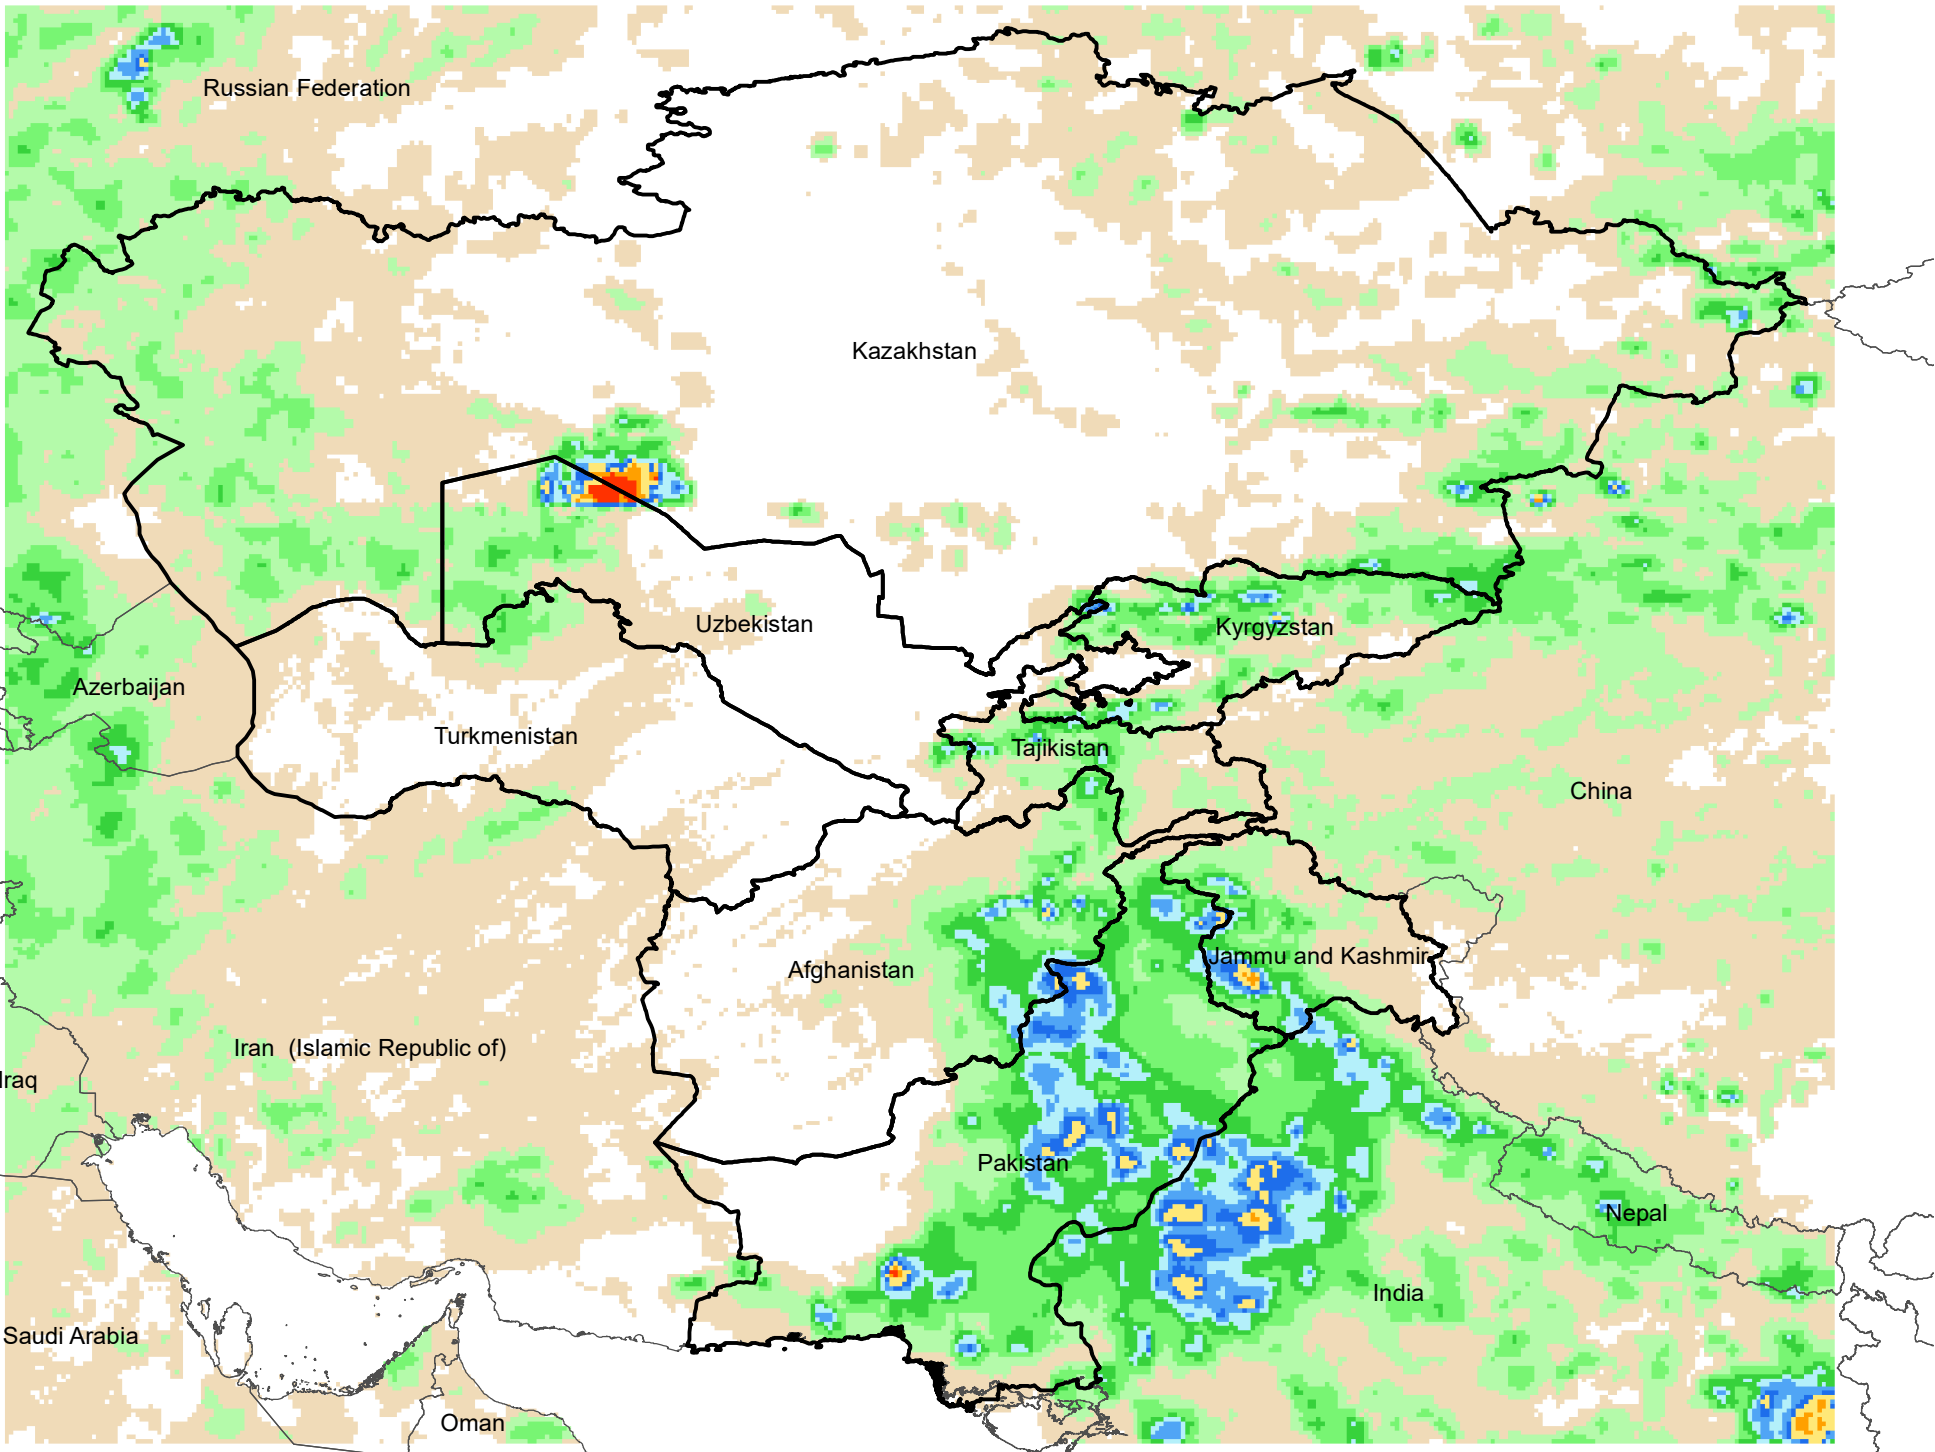 Russian Federation
Kazakhstan
Uzbekistan
Kyrgyzstan
Azerbaijan
Turkmenistan
Tajikistan
China
Afghanistan
Jammu and Kashmir
Iran (Islamic Republic of)
Iraq
Pakistan
Nepal
India
Saudi Arabia
Oman